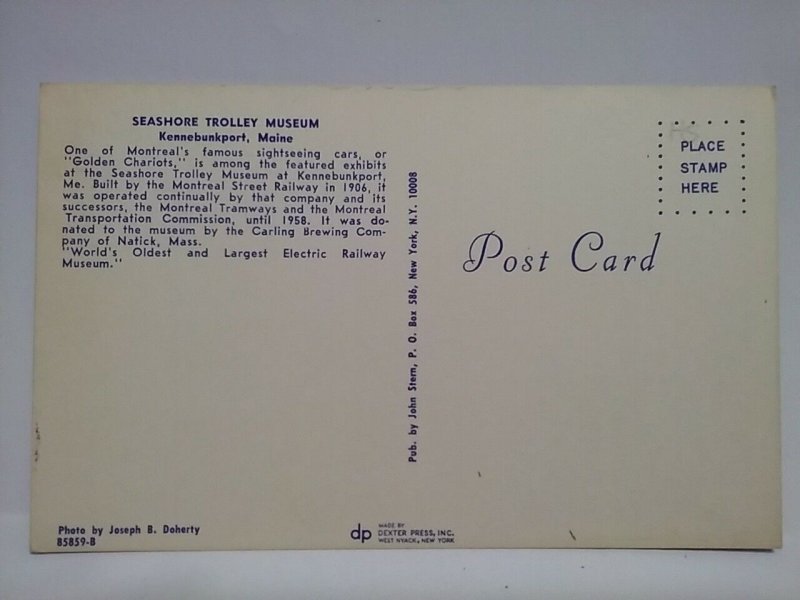 SEASHORE TROLLEY MUSEUM
Kennebunkport, Maine
One of Montreal's famous sightseeing cars, or
"Golden Chariots," is among the featured exhibits
at the Seashore Trolley Museum at Kennebunkport,
Me. Built by the Montreal Street Railway in 1906, it
was operated continually by that company and its
successors, the Montreal Tramways and the Montreal
Transportation Commission, until 1958. It was do-
nated to the museum by the Carling Brewing Com-
pany of Natick, Mass.
"World's Oldest and Largest Electric Railway
Museum."
Photo by Joseph B. Doherty
85859-B
Pub. by John Stern, P. O. Box 586, New York, N.Y. 10008
dp
MADE BY
DEXTER PRESS, INC.
WEST NYACK, NEW YORK
PLACE
STAMP
HERE
Post Card